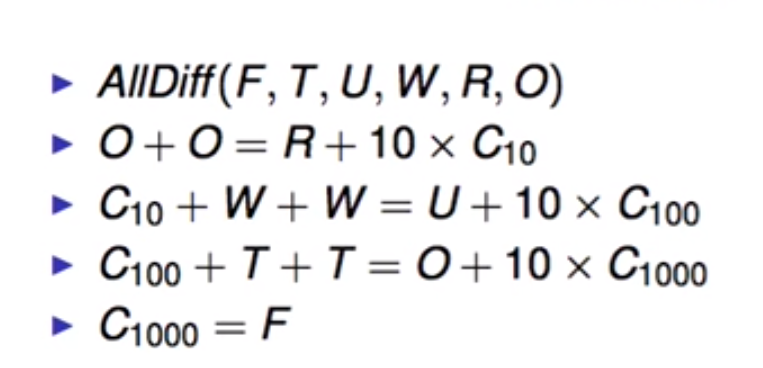 ▶ AllDiff(F, T, U, W, R, O)
▶ O + O = R + 10 × C₁₀
▶ C₁₀ + W + W = U + 10 × C₁₀₀
▶ C₁₀₀ + T + T = O + 10 × C₁₀₀₀
▶ C₁₀₀₀ = F